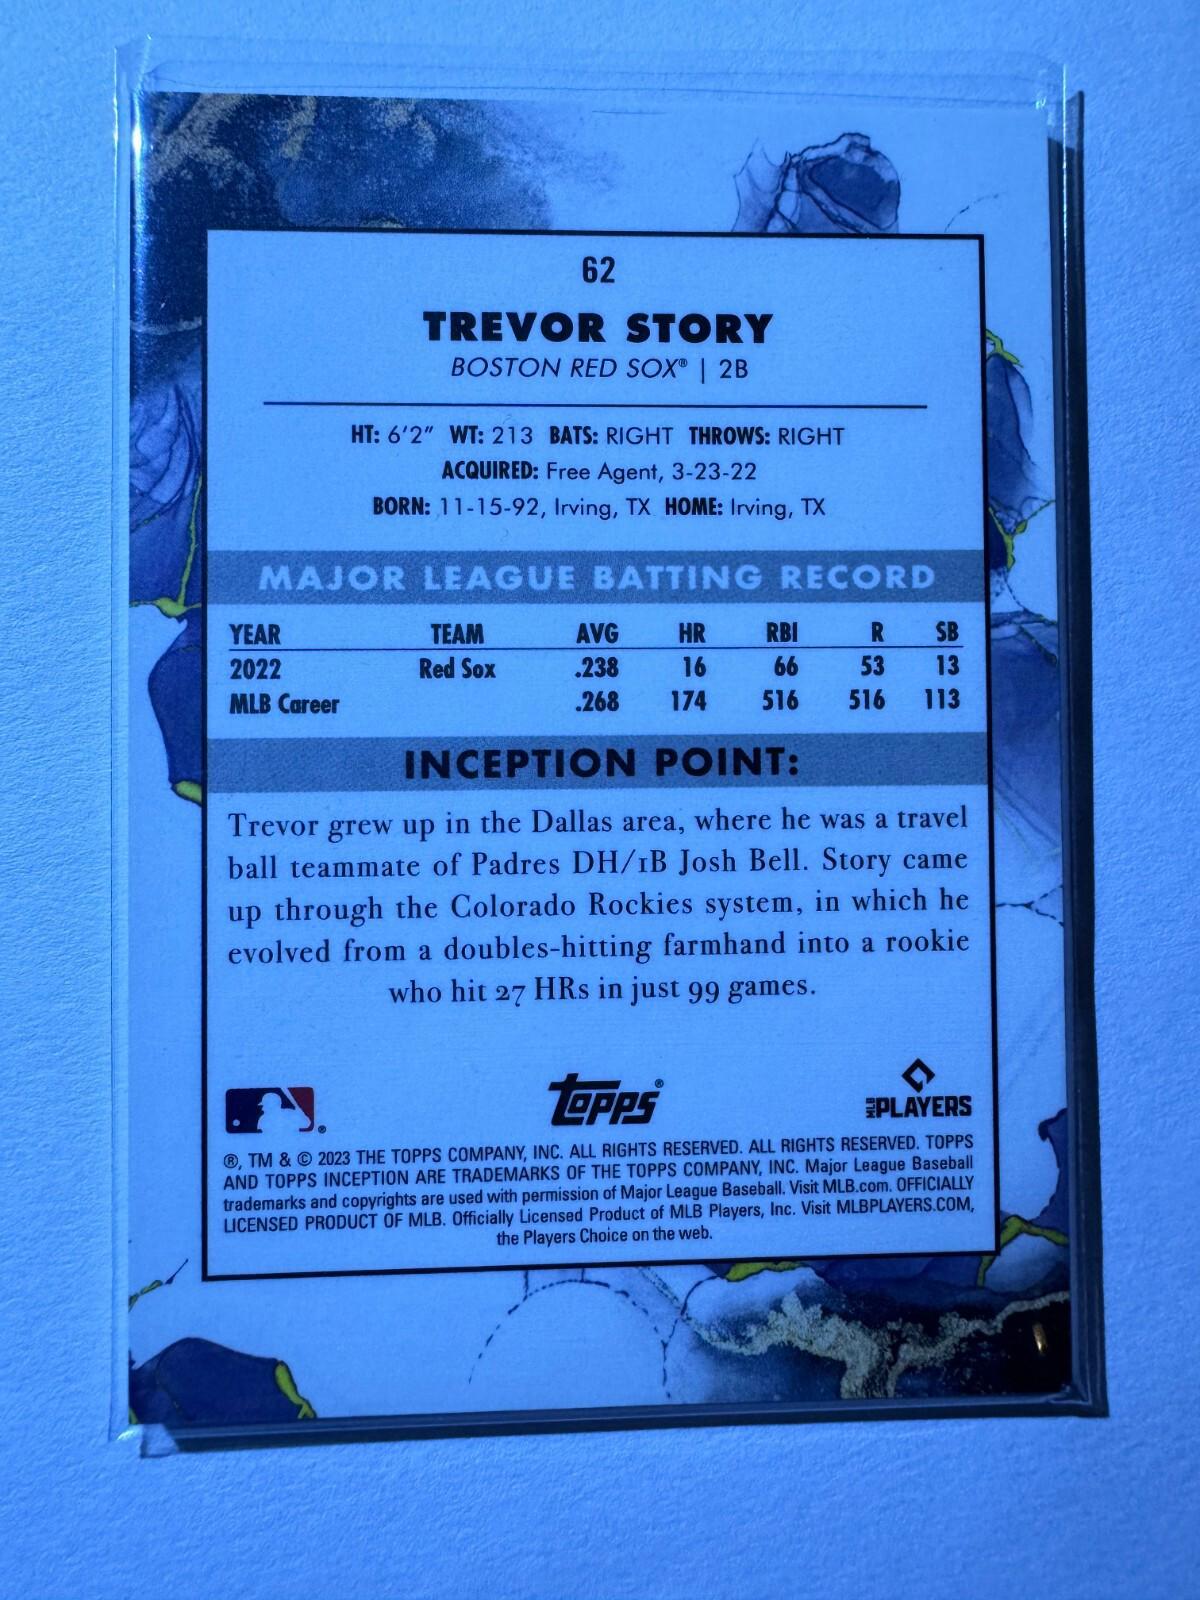 62
TREVOR STORY
BOSTON RED SOX® | 2B
HT: 6'2" WT: 213 BATS: RIGHT THROWS: RIGHT
ACQUIRED: Free Agent, 3-23-22
BORN: 11-15-92, Irving, TX HOME: Irving, TX
MAJOR LEAGUE BATTING RECORD
YEAR TEAM AVG HR RBI R SB
2022 Red Sox .238 16 66 53 13
MLB Career .268 174 516 516 113
INCEPTION POINT:
Trevor grew up in the Dallas area, where he was a travel
ball teammate of Padres DH/1B Josh Bell. Story came
up through the Colorado Rockies system, in which he
evolved from a doubles-hitting farmhand into a rookie
who hit 27 HRs in just 99 games.
® Topps® MLB PLAYERS
®, TM & © 2023 THE TOPPS COMPANY, INC. ALL RIGHTS RESERVED. ALL RIGHTS RESERVED. TOPPS
AND TOPPS INCEPTION ARE TRADEMARKS OF THE TOPPS COMPANY, INC. Major League Baseball
trademarks and copyrights are used with permission of Major League Baseball. Visit MLB.com. OFFICIALLY
LICENSED PRODUCT OF MLB. Officially Licensed Product of MLB Players, Inc. Visit MLBPLAYERS.COM,
the Players Choice on the web.